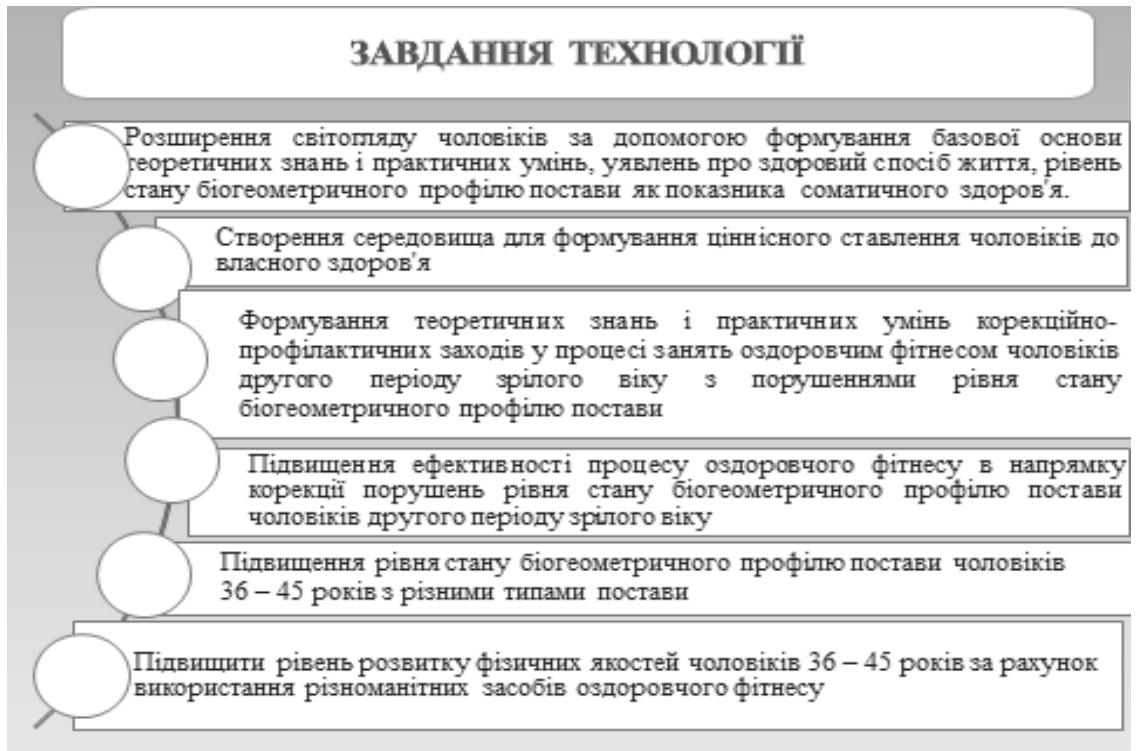 ЗАВДАННЯ ТЕХНОЛОГІЇ
Розширення світогляду чоловіків за допомогою формування базової основи
теоретичних знань і практичних умінь, уявлень про здоровий спосіб життя, рівень
стану біогеометричного профілю постави як показника соматичного здоров'я.
Створення середовища для формування ціннісного ставлення чоловіків до
власного здоров'я
Формування теоретичних знань і практичних умінь корекційно-
профілактичних заходів у процесі занять оздоровчим фітнесом чоловіків
другого періоду зрілого віку з порушеннями рівня стану
біогеометричного профілю постави
Підвищення ефективності процесу оздоровчого фітнесу в напрямку
корекції порушень рівня стану біогеометричного профілю постави
чоловіків другого періоду зрілого віку
Підвищення рівня стану біогеометричного профілю постави чоловіків
36 – 45 років з різними типами постави
Підвищити рівень розвитку фізичних якостей чоловіків 36 – 45 років за рахунок
використання різноманітних засобів оздоровчого фітнесу